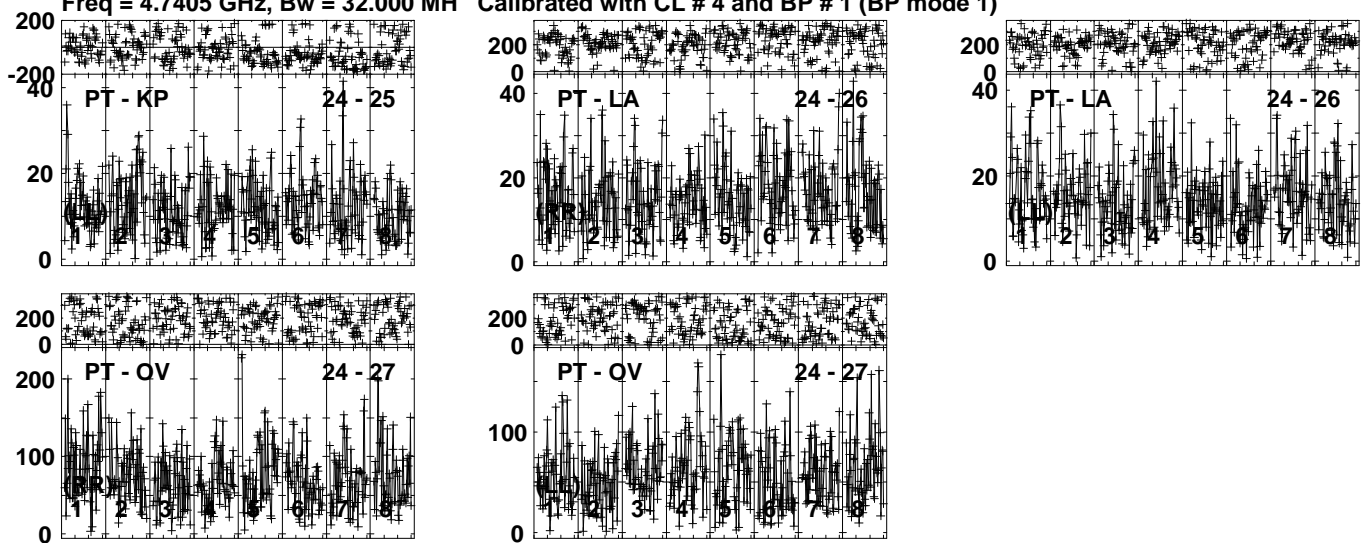 Freq = 4.7405 GHz, Bw = 32.000 MH Calibrated with CL # 4 and BP # 1 (BP mode 1)
200
-200
40
PT - KP 24 - 25
20
(LL)
1 2 3 4 5 6 7 8
0
200
0
40
PT - LA 24 - 26
20
(RR)
1 2 3 4 5 6 7 8
0
200
0
40
PT - LA 24 - 26
20
(LL)
1 2 3 4 5 6 7 8
0
200
0
PT - OV 24 - 27
200
100
(RR)
1 2 3 4 5 6 7 8
0
200
0
PT - OV 24 - 27
100
(LL)
1 2 3 4 5 6 7 8
0